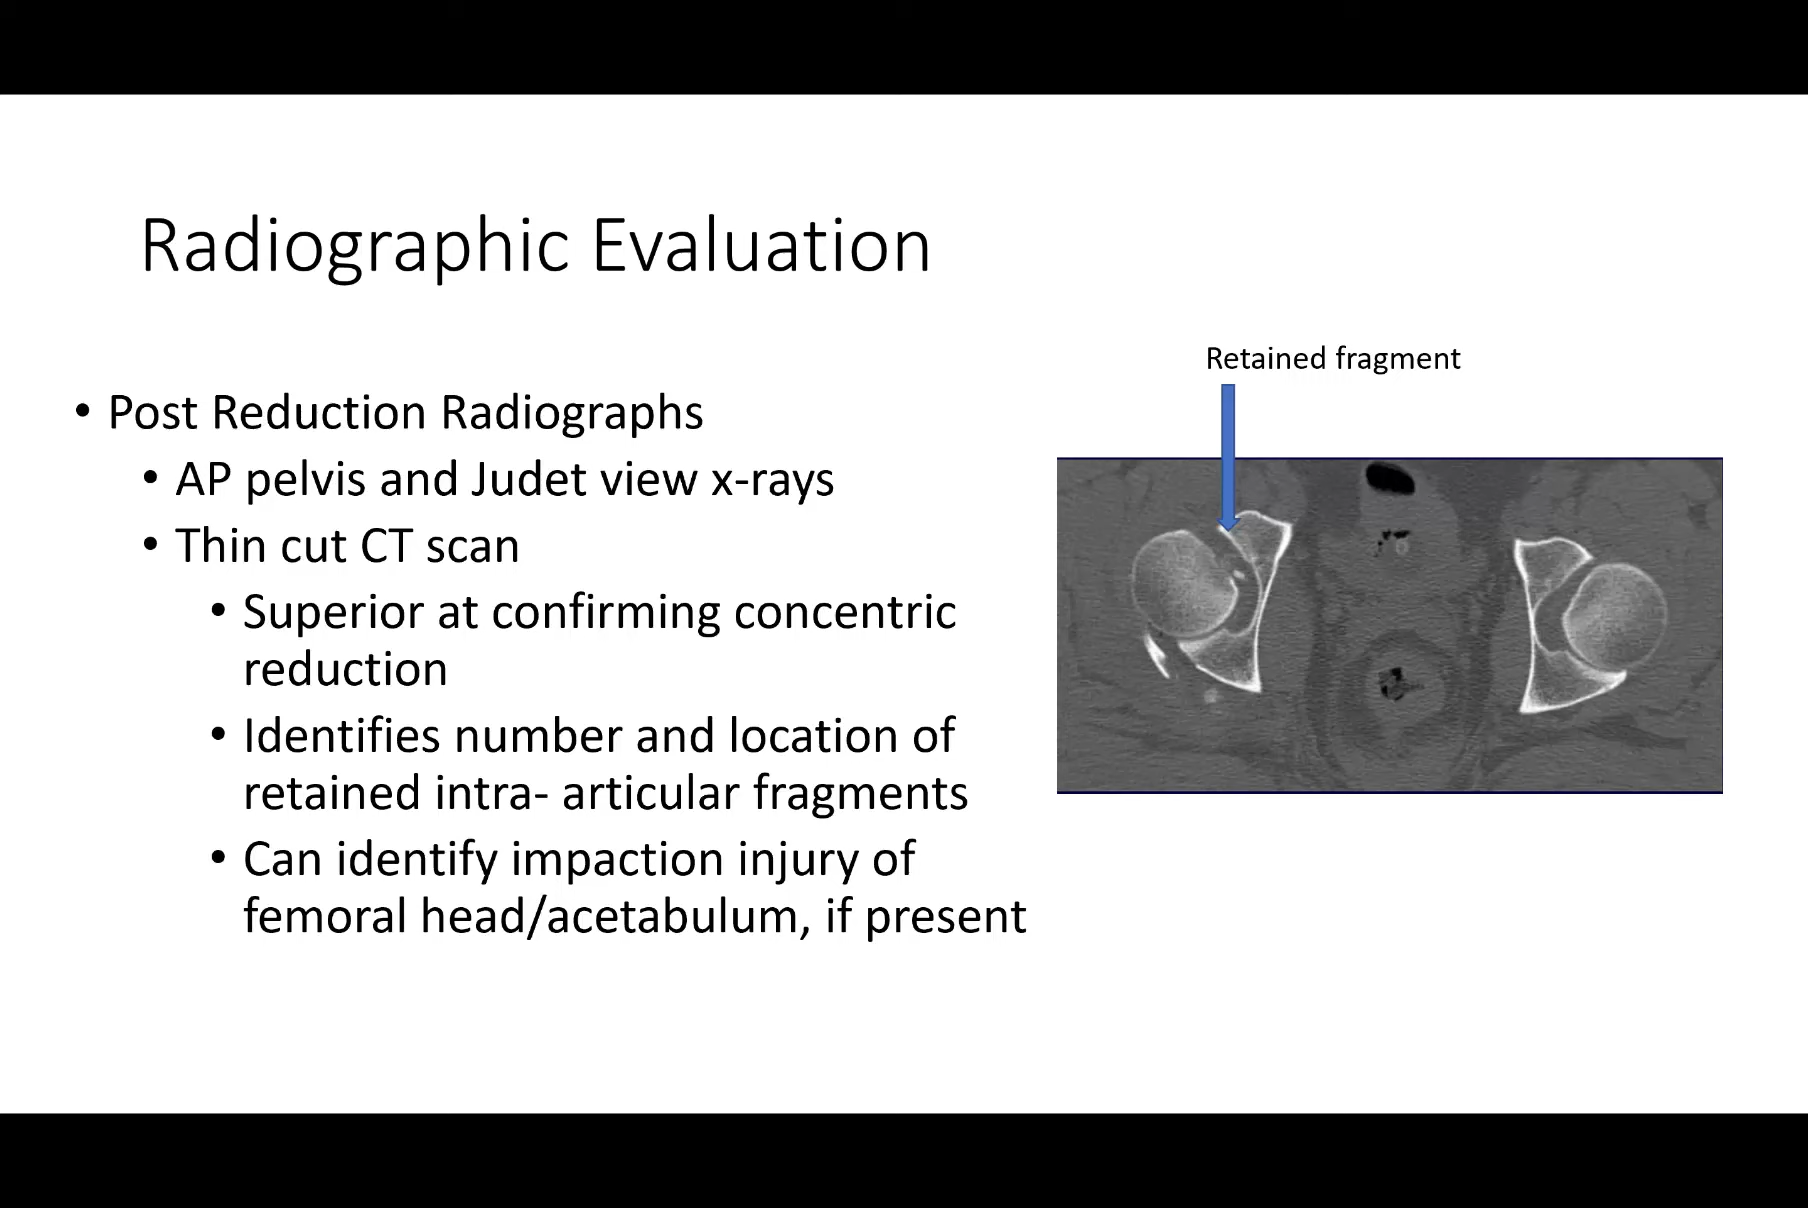 Radiographic Evaluation
Retained fragment
• Post Reduction Radiographs
• AP pelvis and Judet view x-rays
• Thin cut CT scan
• Superior at confirming concentric
reduction
• Identifies number and location of
retained intra- articular fragments
• Can identify impaction injury of
femoral head/acetabulum, if present